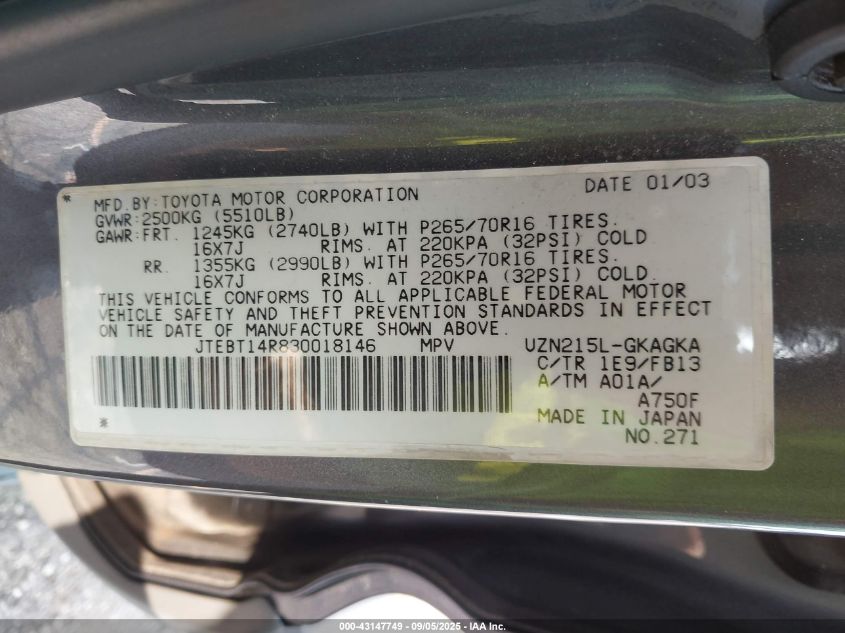 DATE 01/03
MFD.BY:TOYOTA MOTOR CORPORATION
GVWR:2500KG (5510LB)
GAWR:FRT. 1245KG (2740LB) WITH P265/70R16 TIRES.
16X7J RIMS. AT 220KPA (32PSI) COLD
RR. 1355KG (2990LB) WITH P265/70R16 TIRES.
16X7J RIMS. AT 220KPA (32PSI) COLD.
THIS VEHICLE CONFORMS TO ALL APPLICABLE FEDERAL MOTOR
VEHICLE SAFETY AND THEFT PREVENTION STANDARDS IN EFFECT
ON THE DATE OF MANUFACTURE SHOWN ABOVE.
JTEBT14R830018146 MPV UZN215L-GKAGKA
C/TR 1E9/FB13
A/TM A01A/
A750F
MADE IN JAPAN
NO.271
000-43147749 - 09/05/2025 - IAA Inc.